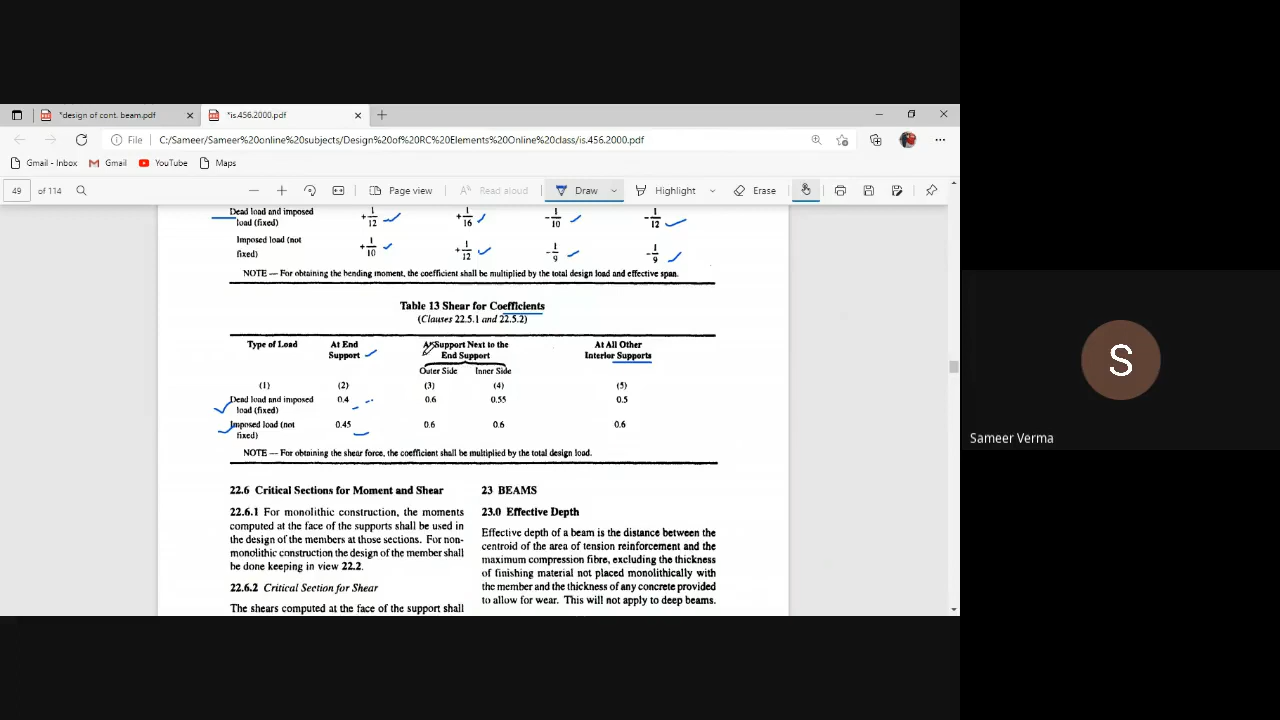 *design of cont. beam.pdf
*is.456.2000.pdf
File C:/Sameer/Sameer%20online%20subjects/Design%20of%20RC%20Elements%20Online%20class/is.456.2000.pdf
Gmail - Inbox Gmail YouTube Maps
49 of 114 Page view Read aloud Draw Highlight Erase
Dead load and imposed load (fixed) +1/12 +1/16 -1/10 -1/12
Imposed load (not fixed) +1/10 +1/12 -1/9 -1/9
NOTE — For obtaining the bending moment, the coefficient shall be multiplied by the total design load and effective span.
Table 13 Shear for Coefficients
(Clauses 22.5.1 and 22.5.2)
Type of Load At End Support At Support Next to the End Support At All Other Interior Supports
Outer Side Inner Side
(1) (2) (3) (4) (5)
Dead load and imposed load (fixed) 0.4 0.6 0.55 0.5
Imposed load (not fixed) 0.45 0.6 0.6 0.6
NOTE — For obtaining the shear force, the coefficient shall be multiplied by the total design load.
22.6 Critical Sections for Moment and Shear
22.6.1 For monolithic construction, the moments
computed at the face of the supports shall be used in
the design of the members at those sections. For non-
monolithic construction the design of the member shall
be done keeping in view 22.2.
22.6.2 Critical Section for Shear
The shears computed at the face of the support shall
23 BEAMS
23.0 Effective Depth
Effective depth of a beam is the distance between the
centroid of the area of tension reinforcement and the
maximum compression fibre, excluding the thickness
of finishing material not placed monolithically with
the member and the thickness of any concrete provided
to allow for wear. This will not apply to deep beams.
S
Sameer Verma